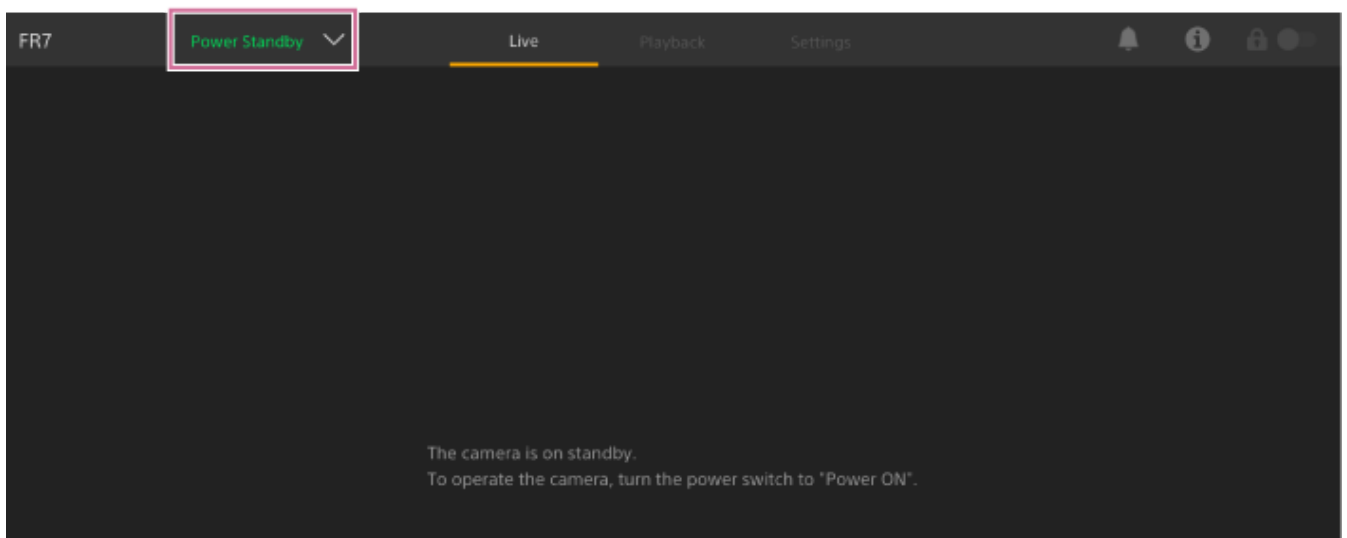 FR7 Power Standby Live Playback Settings
The camera is on standby.
To operate the camera, turn the power switch to "Power ON".